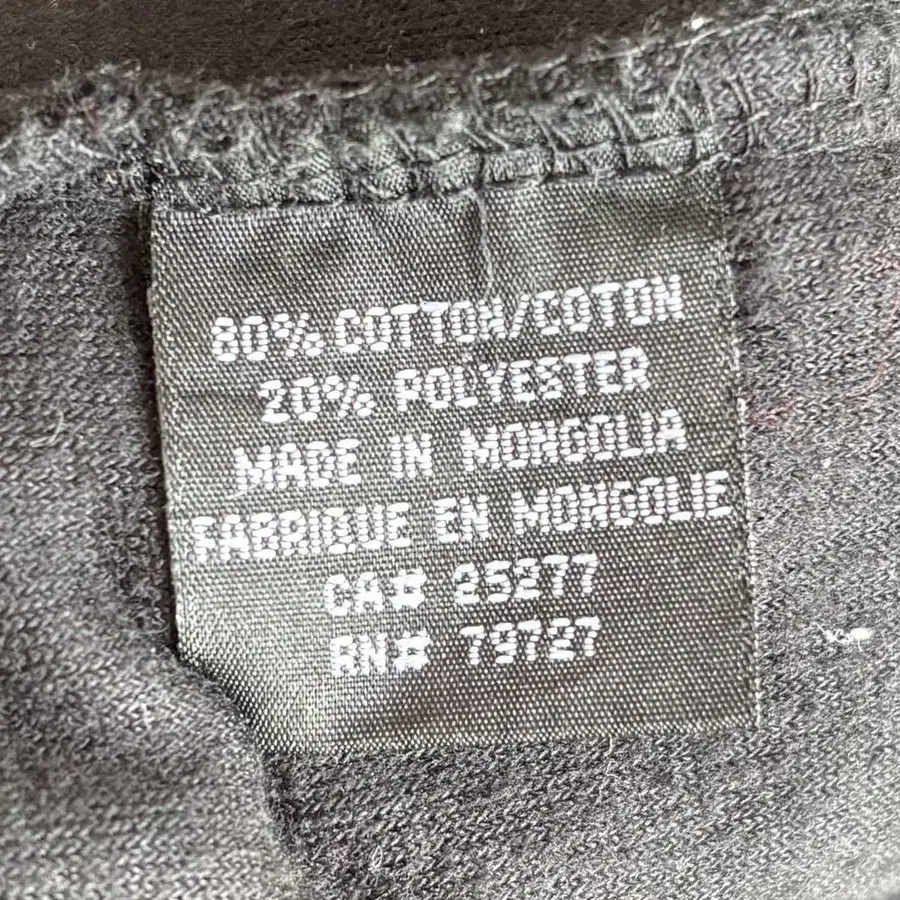 80% COTTON/COTON
20% POLYESTER
MADE IN MONGOLIA
FABRIQUE EN MONGOLIE
CA# 25277
RN# 79727